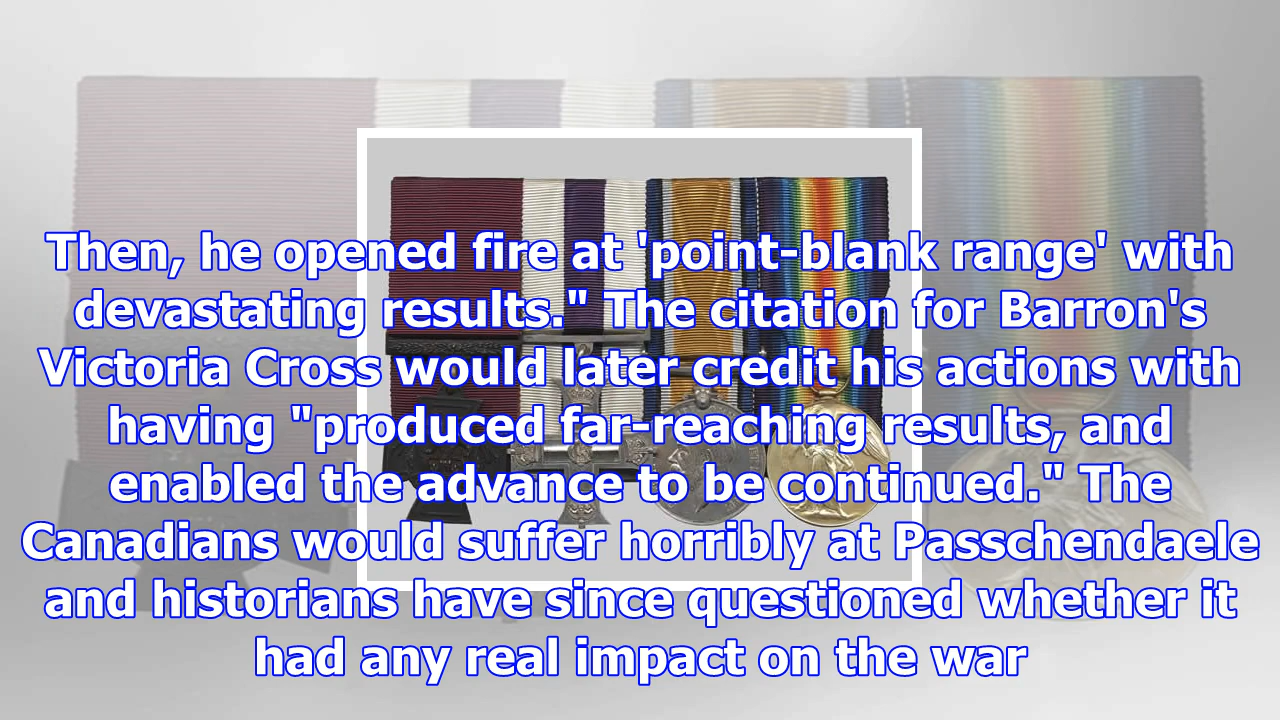 Then, he opened fire at 'point-blank range' with
devastating results." The citation for Barron's
Victoria Cross would later credit his actions with
having "produced far-reaching results, and
enabled the advance to be continued." The
Canadians would suffer horribly at Passchendaele
and historians have since questioned whether it
had any real impact on the war